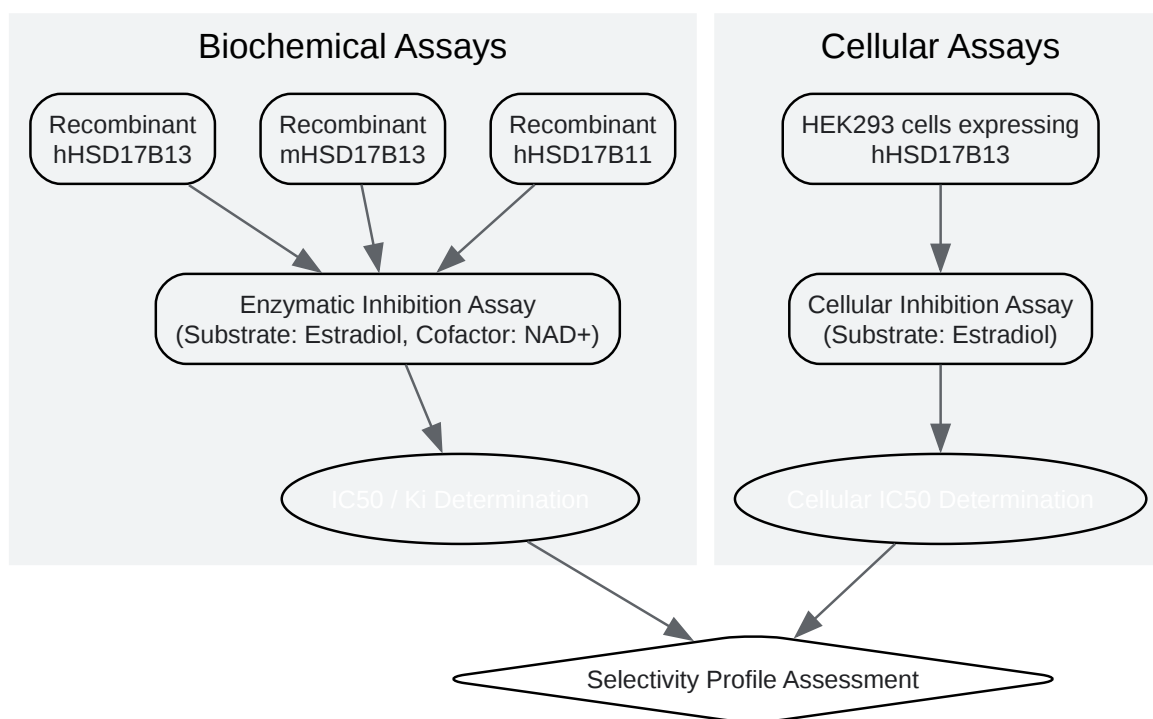 Biochemical Assays
Recombinant
hHSD17B13
Recombinant
mHSD17B13
Recombinant
hHSD17B11
Enzymatic Inhibition Assay
(Substrate: Estradiol, Cofactor: NAD+)
IC50 / Ki Determination
Cellular Assays
HEK293 cells expressing
hHSD17B13
Cellular Inhibition Assay
(Substrate: Estradiol)
Cellular IC50 Determination
Selectivity Profile Assessment